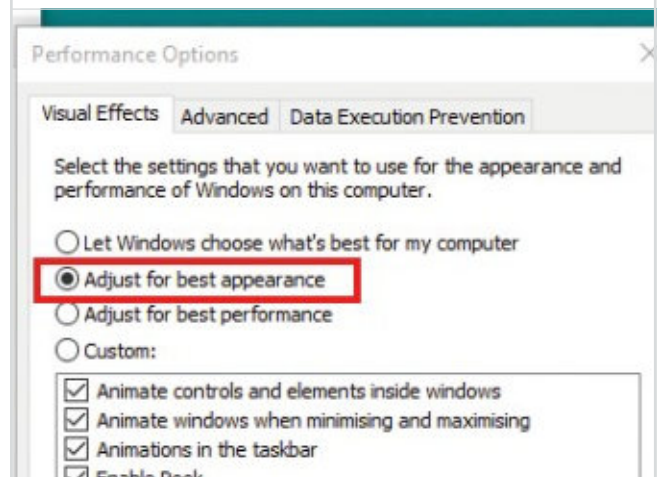 Performance Options
Visual Effects Advanced Data Execution Prevention
Select the settings that you want to use for the appearance and
performance of Windows on this computer.
Let Windows choose what's best for my computer
Adjust for best appearance
Adjust for best performance
Custom:
Animate controls and elements inside windows
Animate windows when minimising and maximising
Animations in the taskbar
Enable Peek